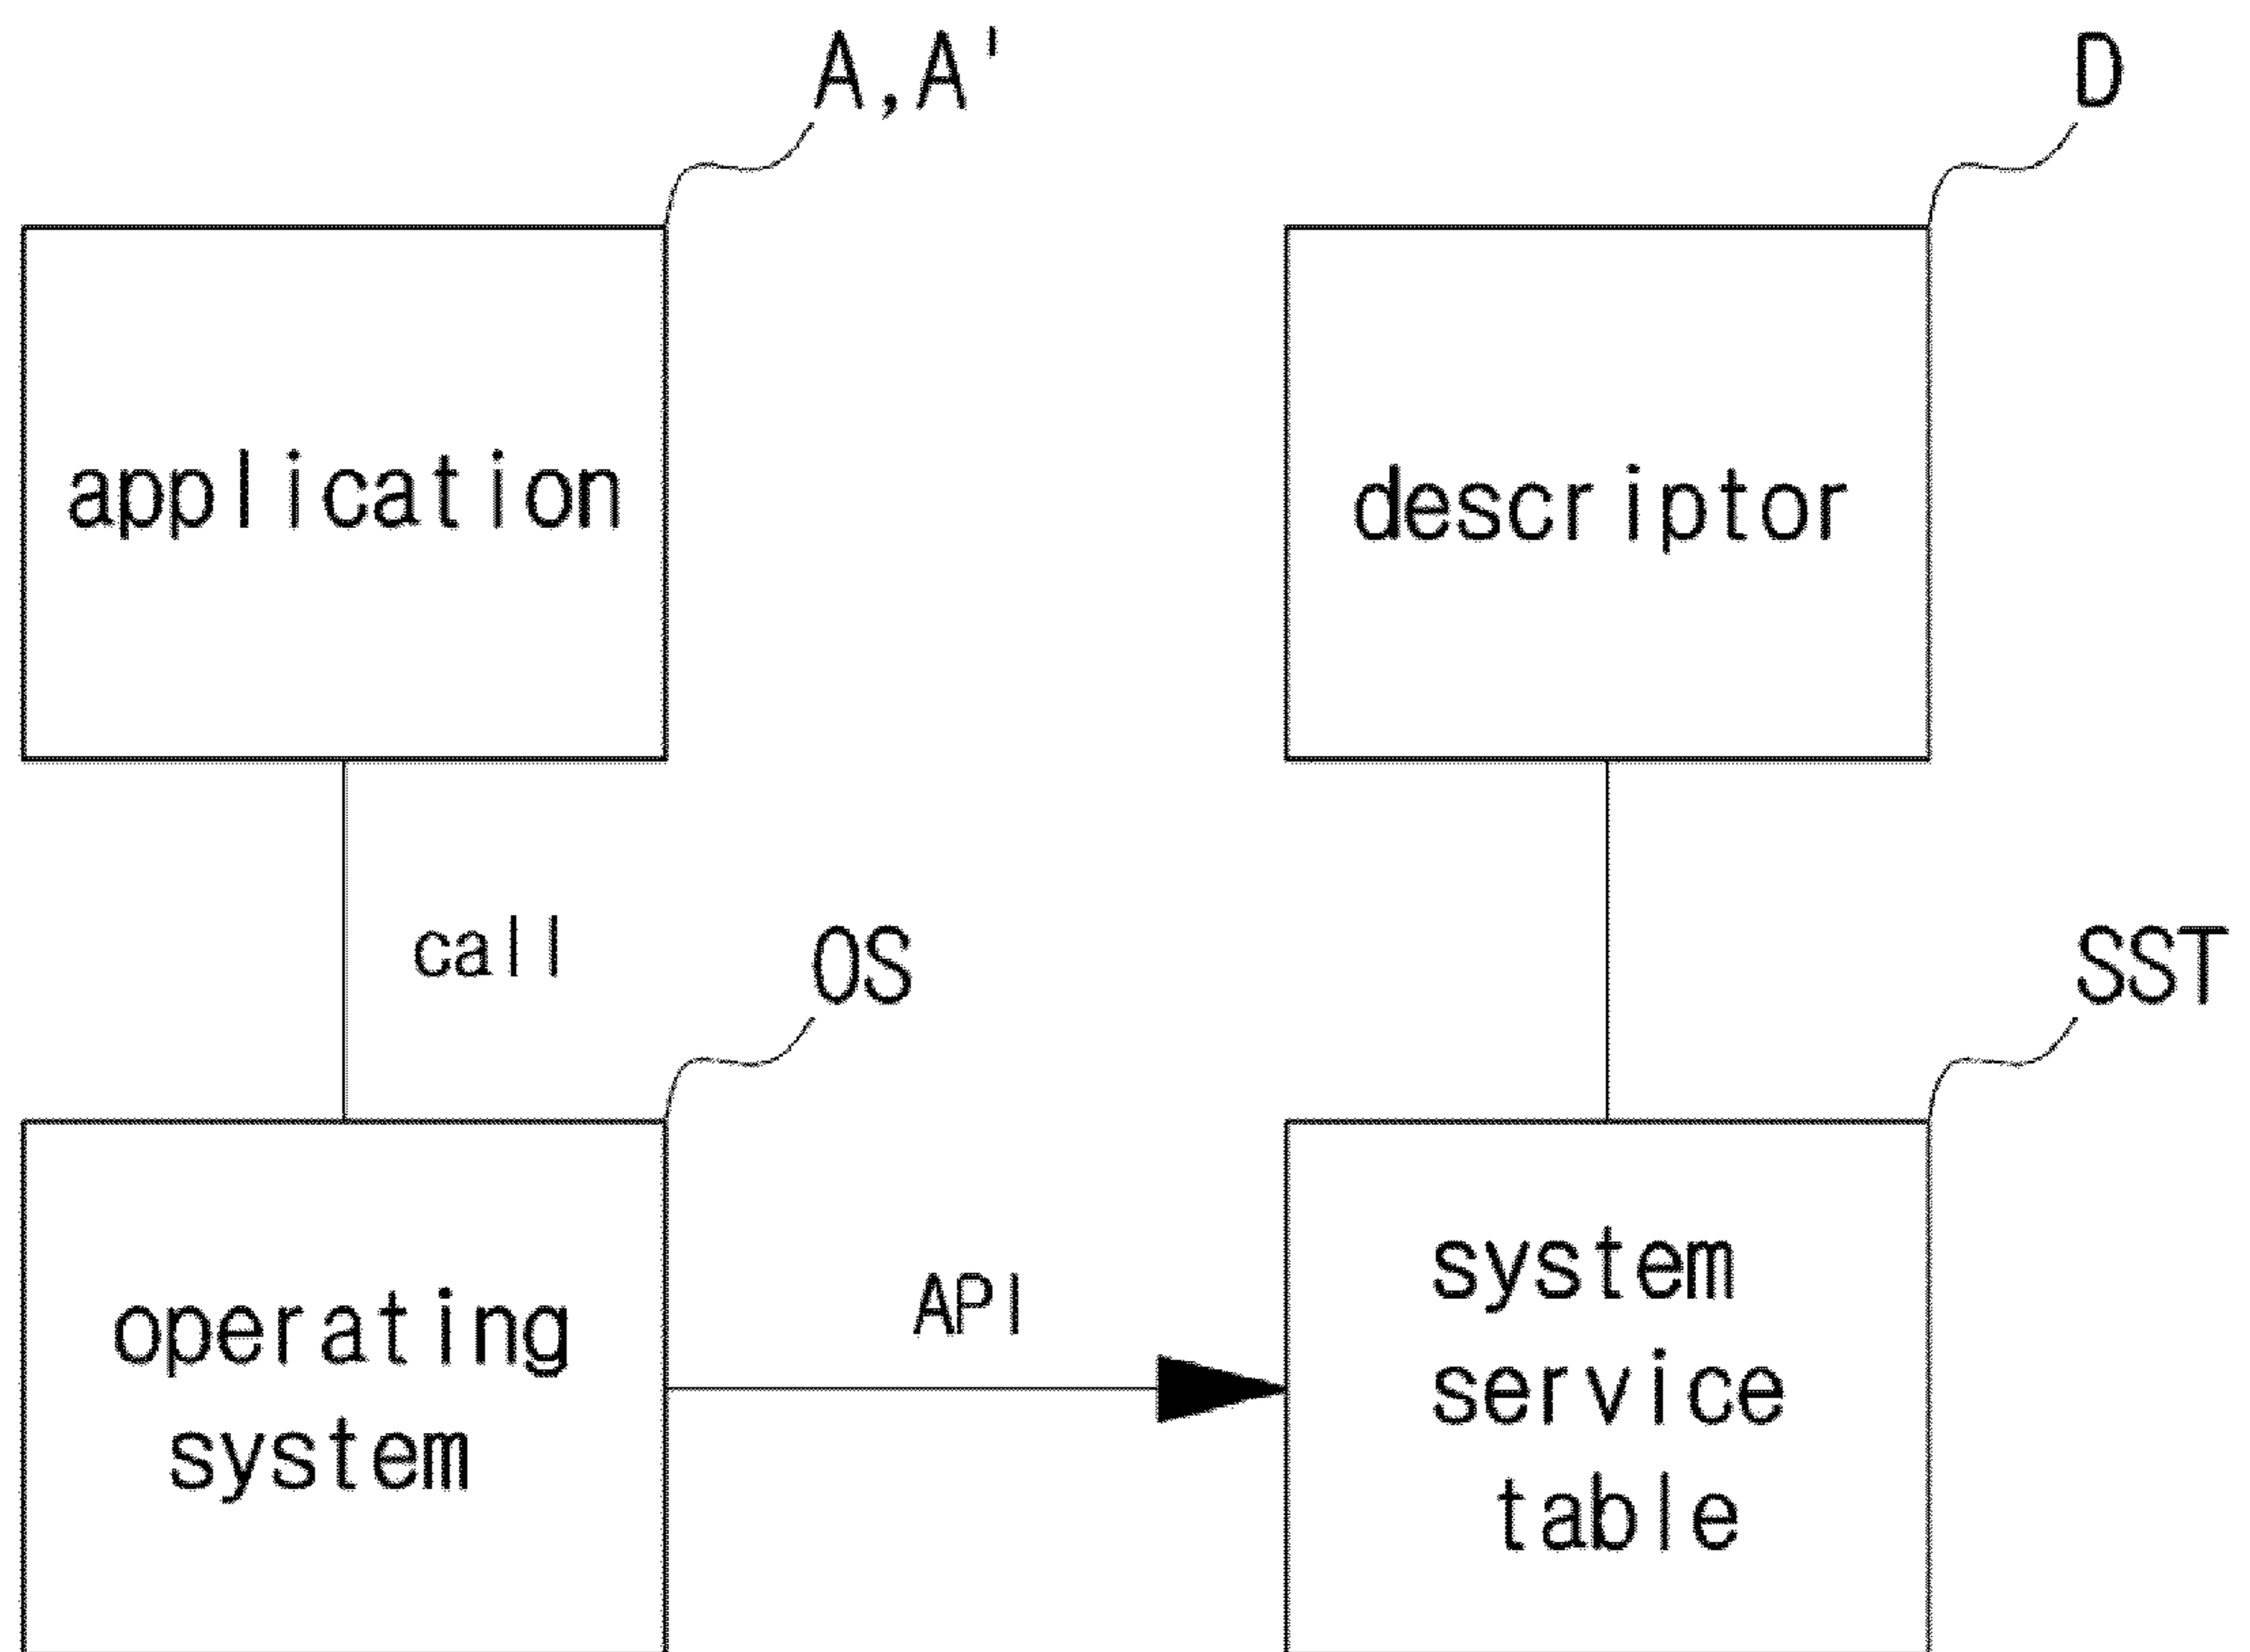 A,A'
D
application
descriptor
call
OS
SST
operating
system
API
system
service
table